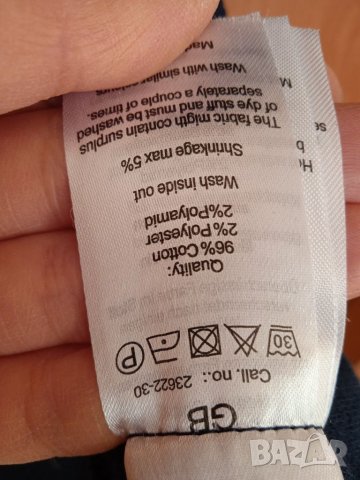 GB
Call. no.: 23622-30
30
P
Quality:
96% Cotton
2% Polyester
2%Polyamid
Wash inside out
Shrinkage max 5%
The fabric migth contain surplus
of dye stuff and must be washed
separately a couple of times.
Wash with similar colours
bazar